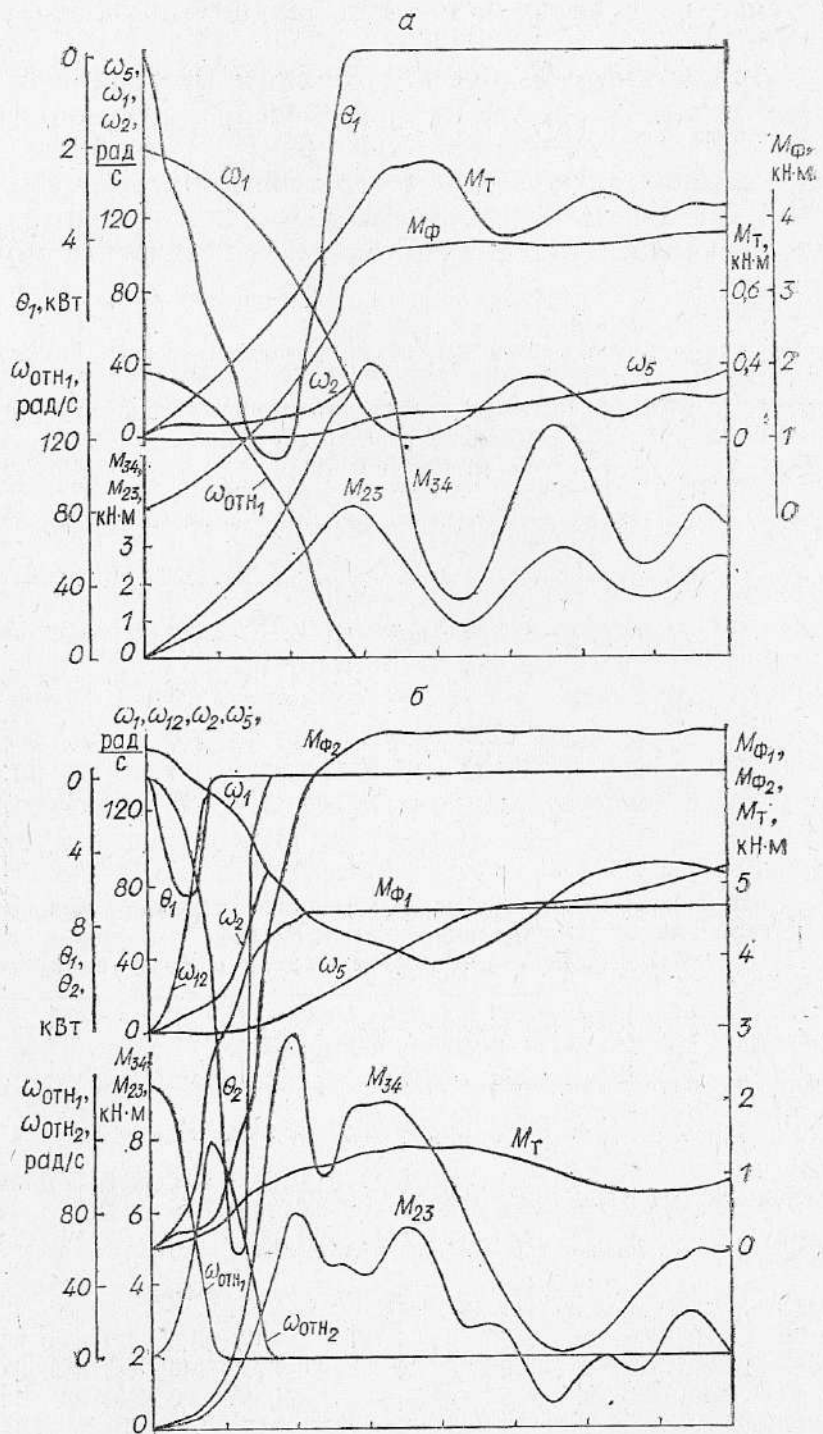 а
0
ω5,
ω1,
ω2,
рад
с
2
120
4
80
θ1, кВт
40
ωОТН1,
рад/с
0
120
M34,
M23,
кН·м
80
3
2
40
1
0
0
θ1
ω1
MТ
MФ
ω2
ω5
ωОТН1
M23
M34
MФ,
кН·м
4
MТ,
кН·м
0,6
3
0,4
2
0
1
0
б
ω1, ω12, ω2, ω5,
рад
с
0
120
4
80
8
θ1,
θ2,
40
кВт
0
M34,
M23,
кН·м
ωОТН1,
ωОТН2,
рад/с
8
80
6
40
4
0
2
0
MФ2
ω1
θ1
ω2
MФ1
ω12
ω5
θ2
M34
MТ
M23
ωОТН1
ωОТН2
MФ1,
MФ2,
MТ,
кН·м
5
4
3
2
1
0